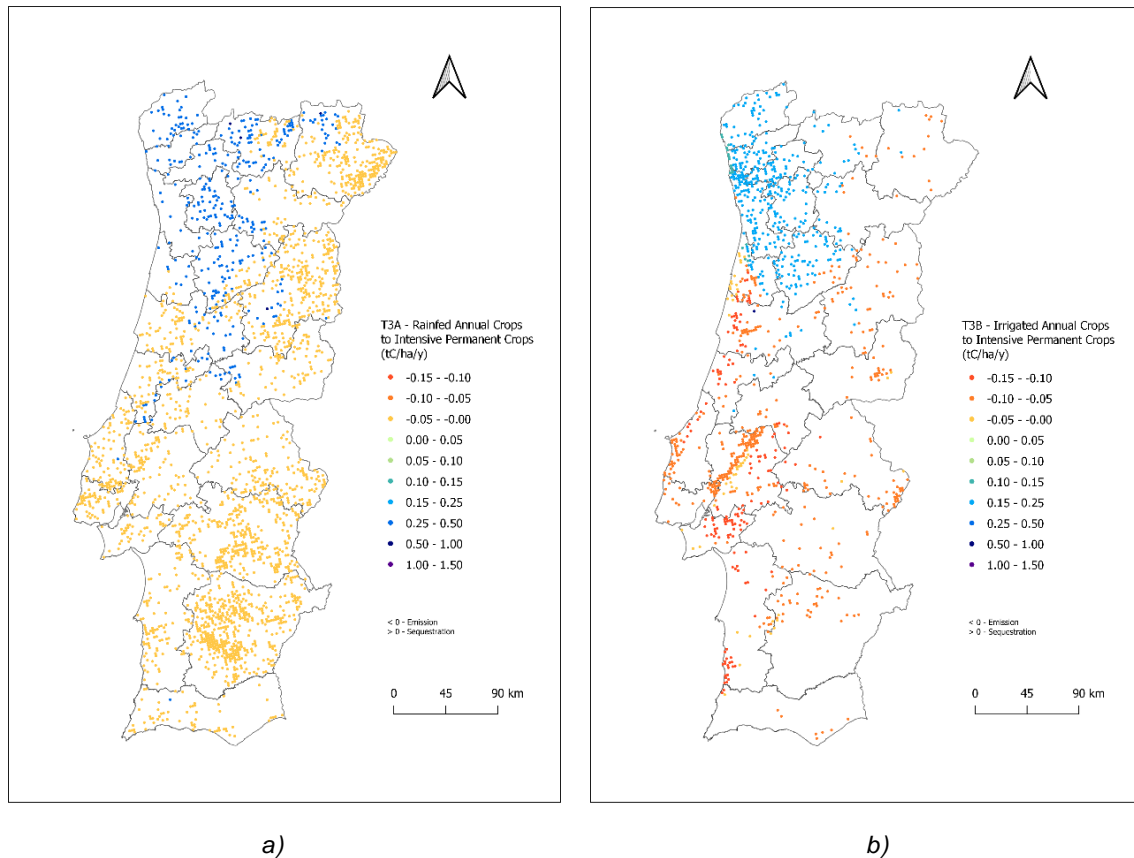 T3A - Rainfed Annual Crops
to Intensive Permanent Crops
(tC/ha/y)
-0.15 - -0.10
-0.10 - -0.05
-0.05 - -0.00
0.00 - 0.05
0.05 - 0.10
0.10 - 0.15
0.15 - 0.25
0.25 - 0.50
0.50 - 1.00
1.00 - 1.50
< 0 - Emission
> 0 - Sequestration
0 45 90 km
T3B - Irrigated Annual Crops
to Intensive Permanent Crops
(tC/ha/y)
-0.15 - -0.10
-0.10 - -0.05
-0.05 - -0.00
0.00 - 0.05
0.05 - 0.10
0.10 - 0.15
0.15 - 0.25
0.25 - 0.50
0.50 - 1.00
1.00 - 1.50
< 0 - Emission
> 0 - Sequestration
0 45 90 km
a) b)